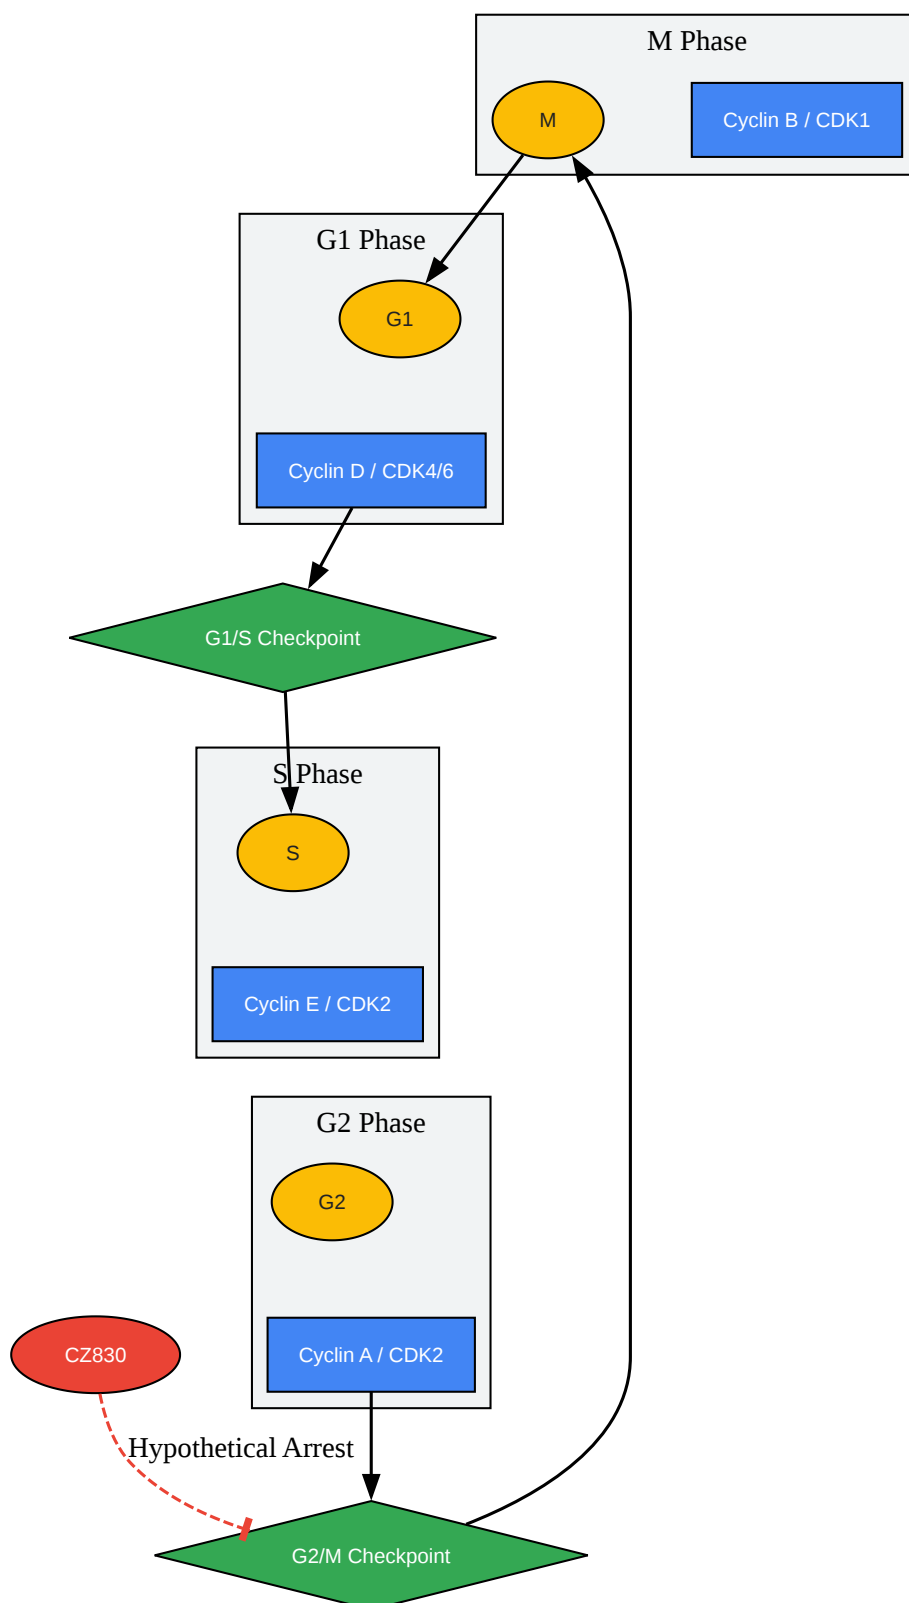 M Phase
M
Cyclin B / CDK1
G1 Phase
G1
Cyclin D / CDK4/6
G1/S Checkpoint
S Phase
S
Cyclin E / CDK2
G2 Phase
G2
CZ830
Cyclin A / CDK2
Hypothetical Arrest
G2/M Checkpoint